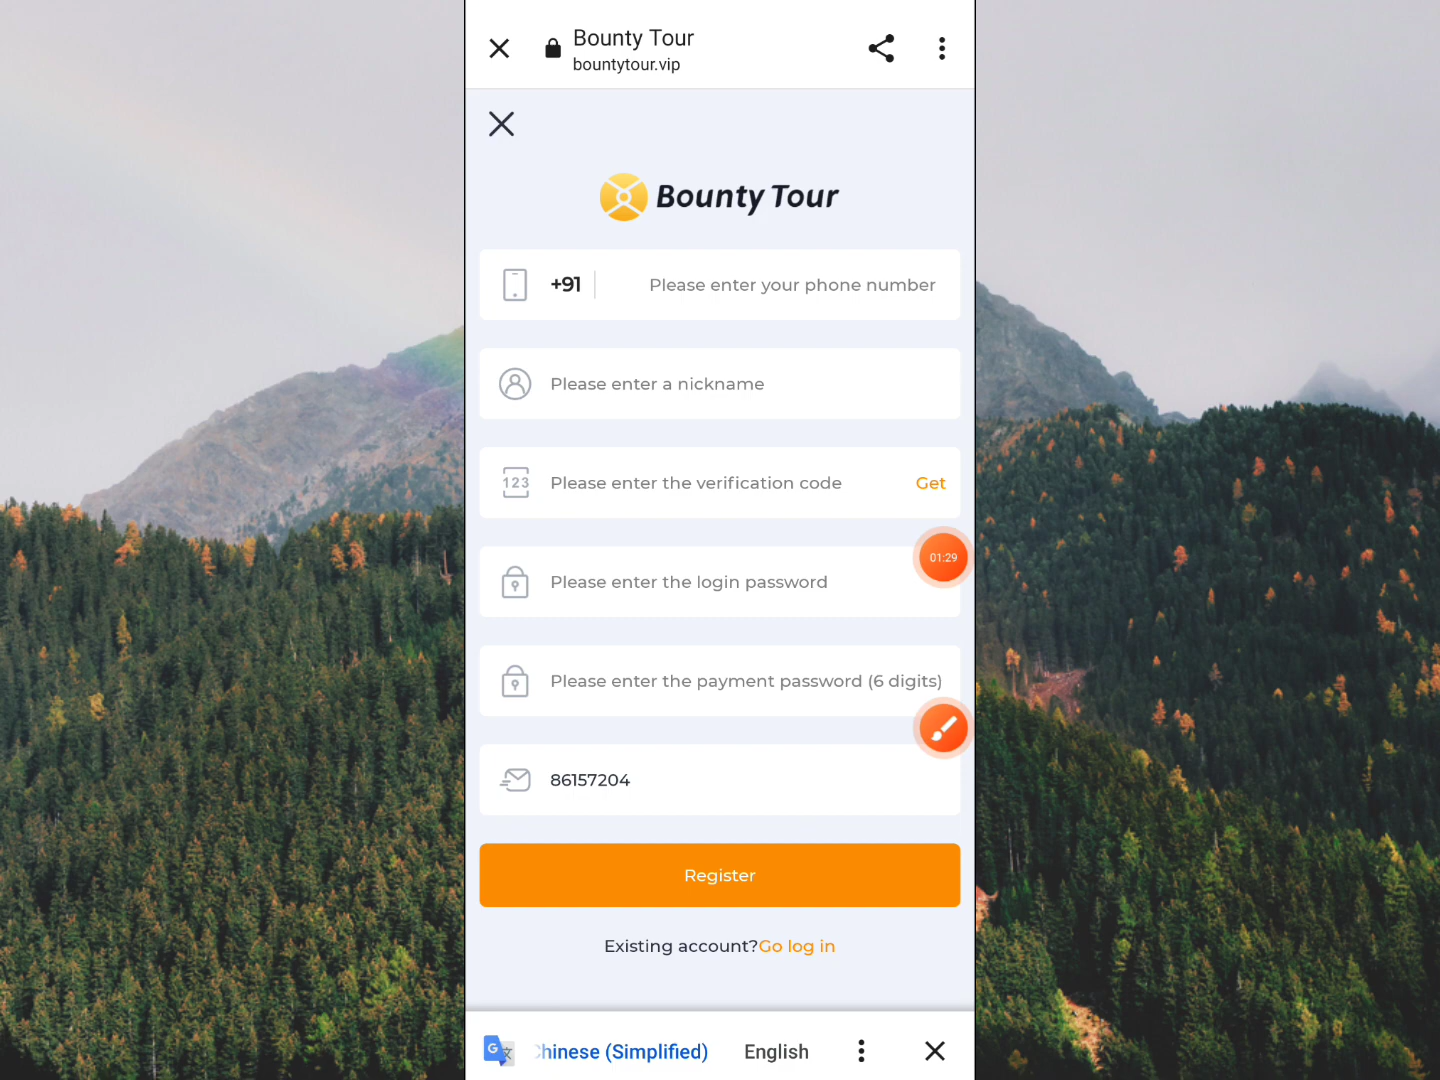 Bounty Tour
bountytour.vip
Bounty Tour
+91 Please enter your phone number
Please enter a nickname
123 Please enter the verification code Get
01:29
Please enter the login password
Please enter the payment password (6 digits)
86157204
Register
Existing account?Go log in
G 文 hinese (Simplified) English